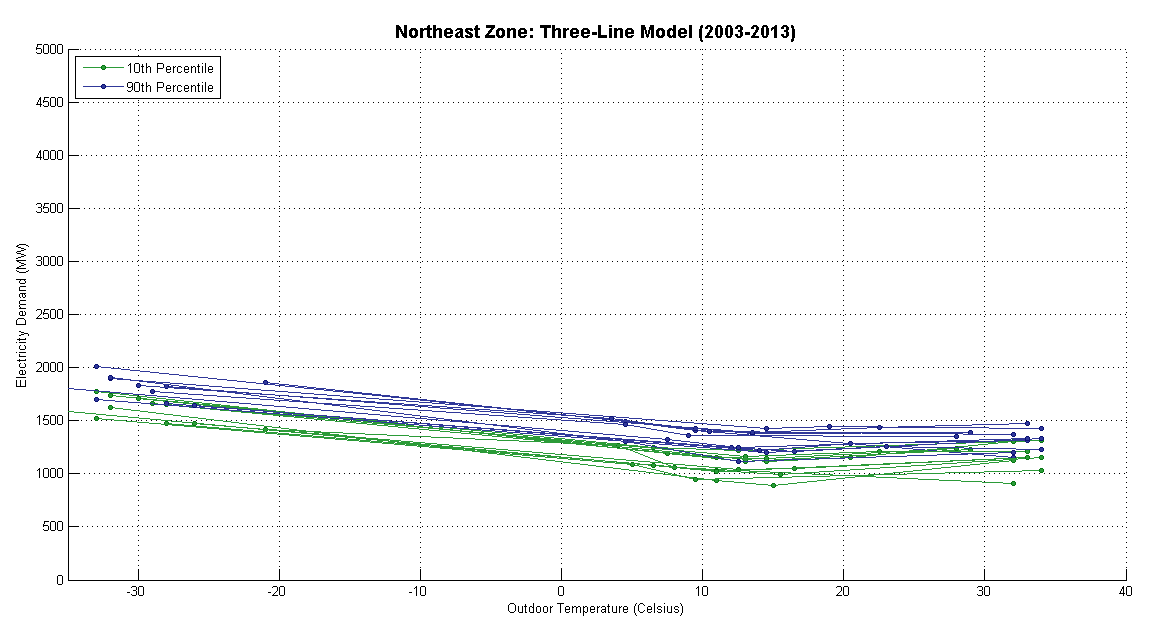 Northeast Zone: Three-Line Model (2003-2013)
10th Percentile
90th Percentile
Electricity Demand (MW)
5000
4500
4000
3500
3000
2500
2000
1500
1000
500
0
-30 -20 -10 0 10 20 30 40
Outdoor Temperature (Celsius)